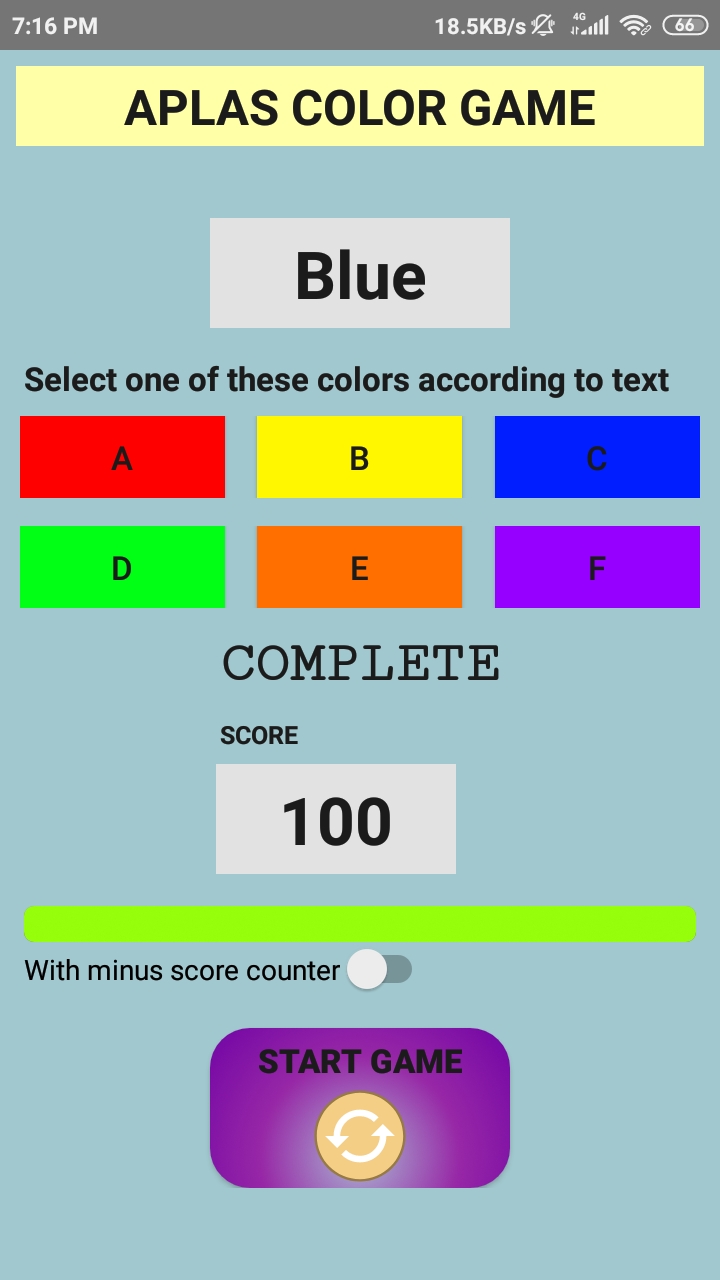 7:16 PM 18.5KB/s 4G 66
APLAS COLOR GAME
Blue
Select one of these colors according to text
A B C
D E F
COMPLETE
SCORE
100
With minus score counter
START GAME